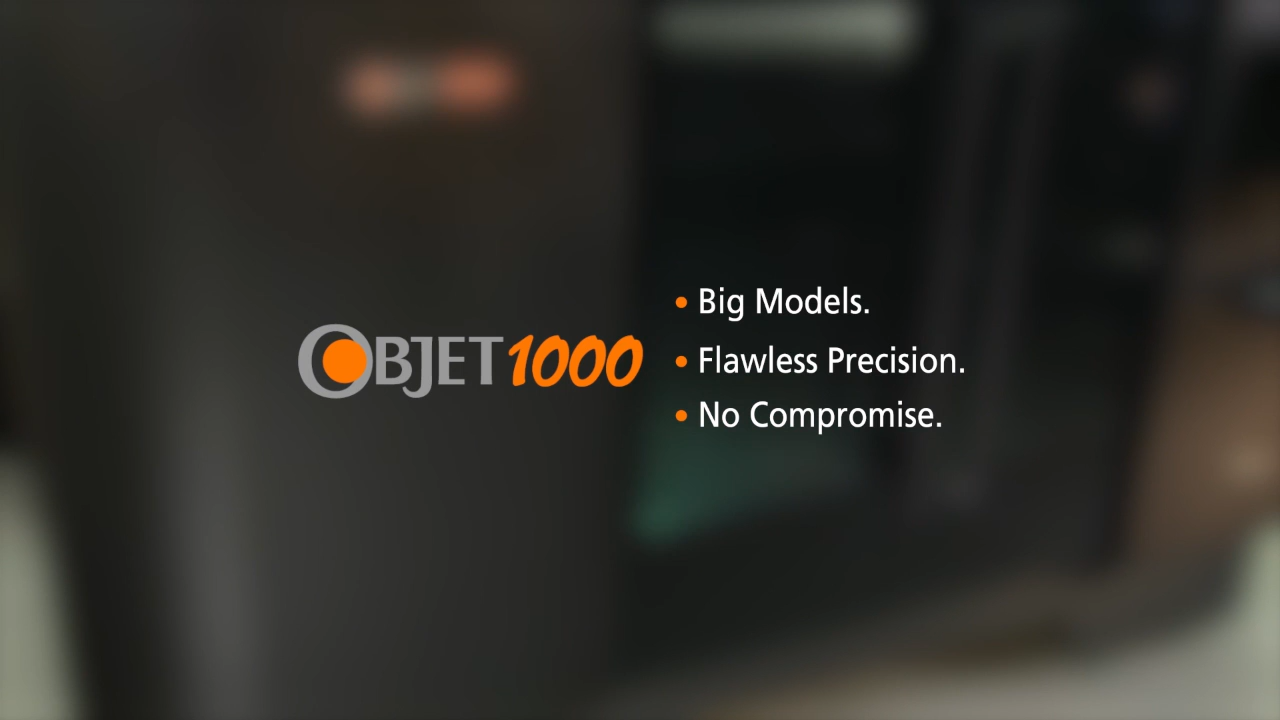 OBJET1000
• Big Models.
• Flawless Precision.
• No Compromise.